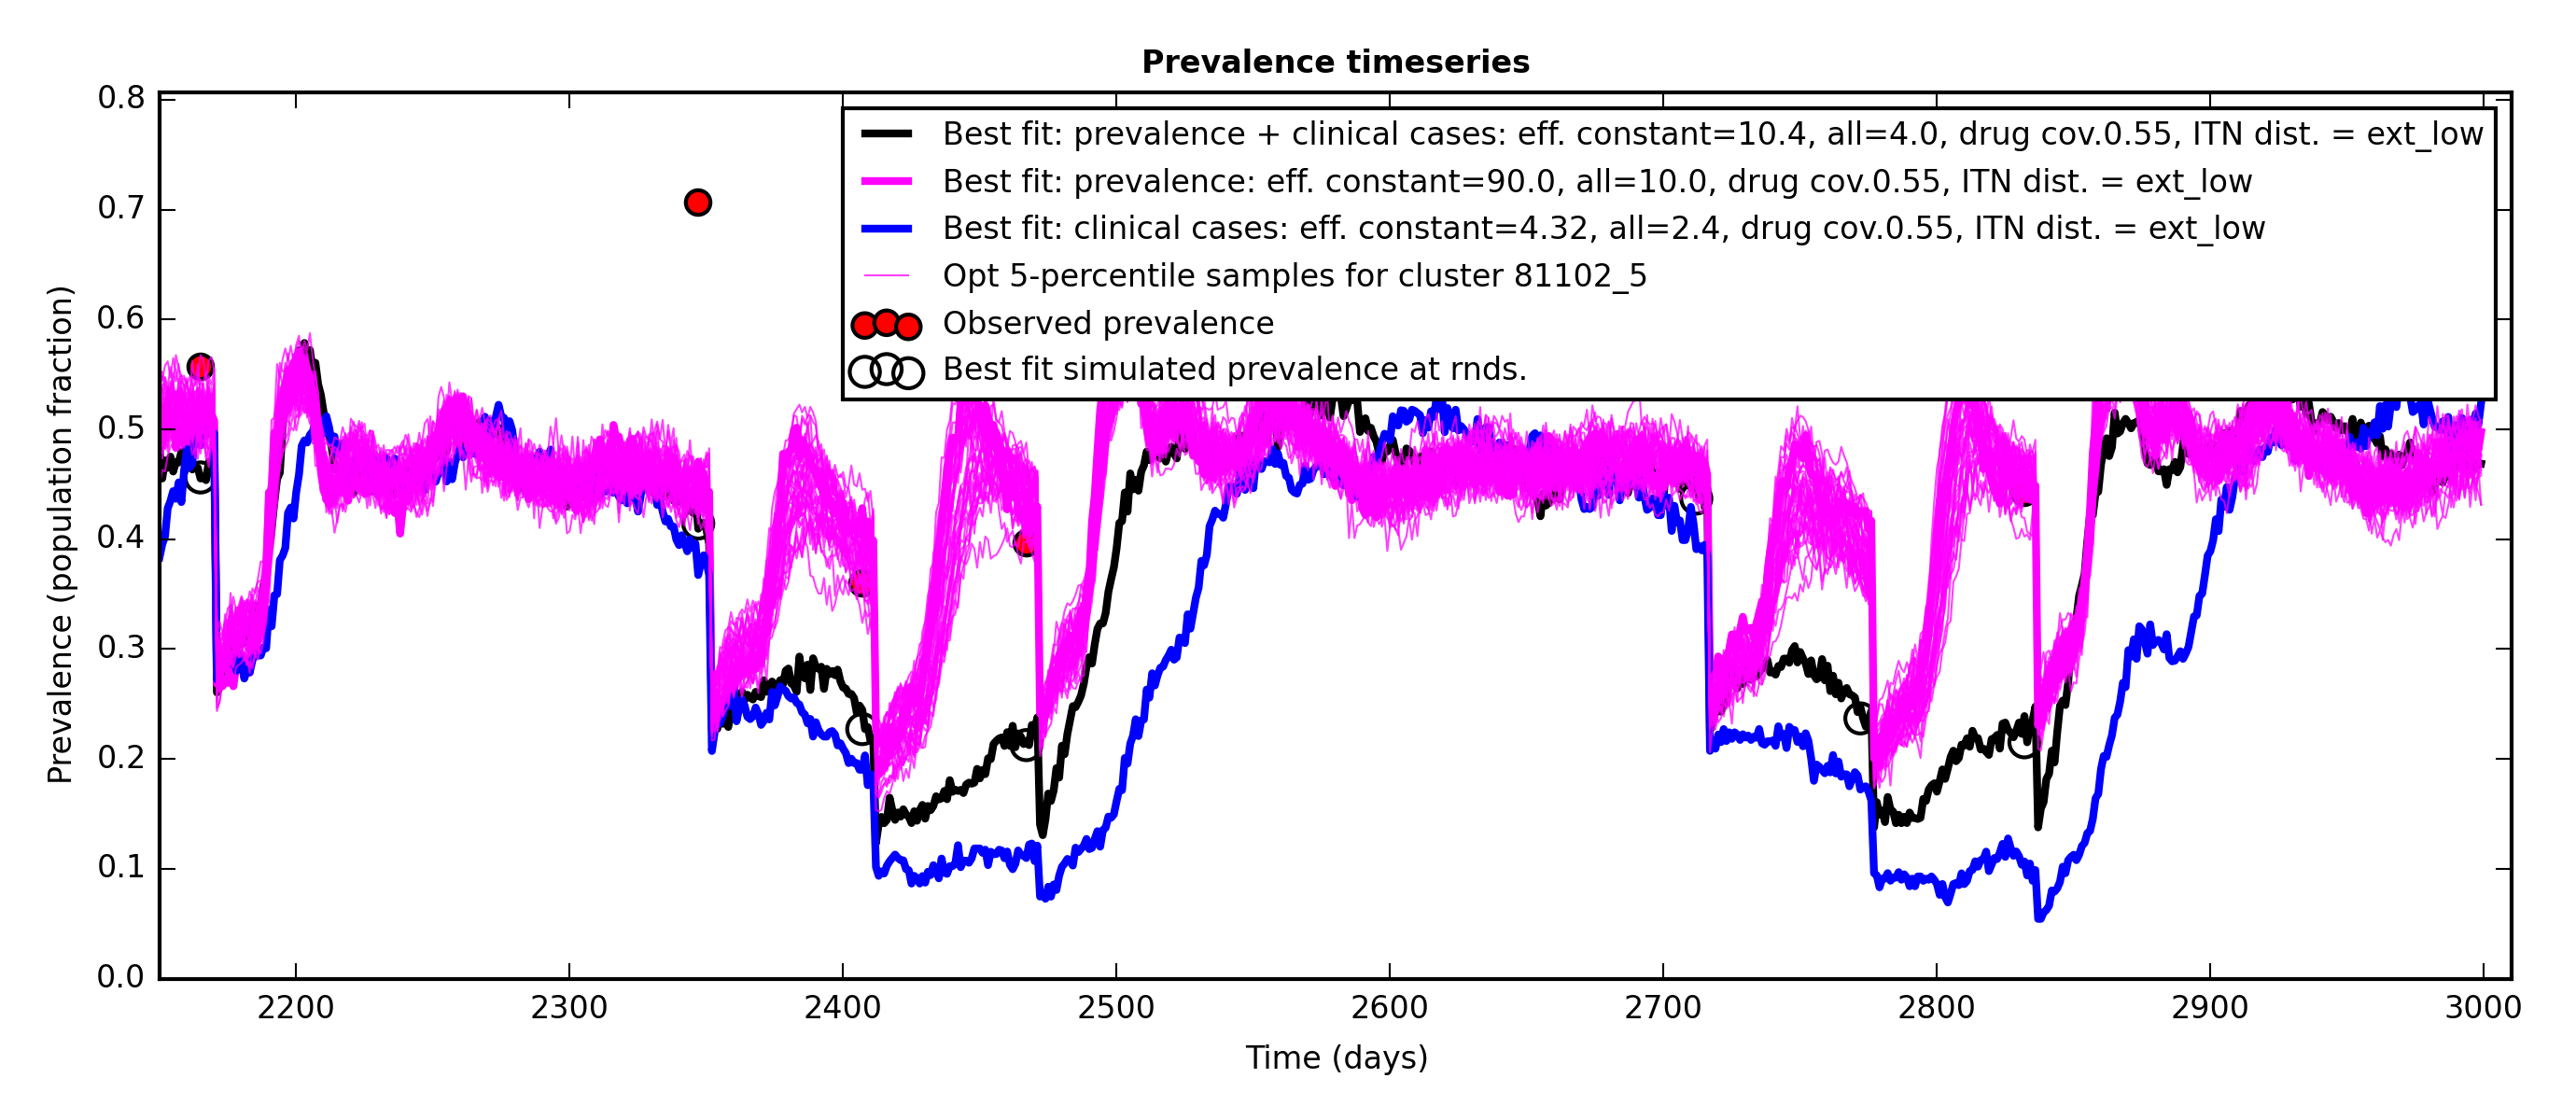 Prevalence timeseries
Prevalence (population fraction)
0.8
0.7
0.6
0.5
0.4
0.3
0.2
0.1
0.0
Best fit: prevalence + clinical cases: eff. constant=10.4, all=4.0, drug cov.0.55, ITN dist. = ext_low
Best fit: prevalence: eff. constant=90.0, all=10.0, drug cov.0.55, ITN dist. = ext_low
Best fit: clinical cases: eff. constant=4.32, all=2.4, drug cov.0.55, ITN dist. = ext_low
Opt 5-percentile samples for cluster 81102_5
Observed prevalence
Best fit simulated prevalence at rnds.
2200 2300 2400 2500 2600 2700 2800 2900 3000
Time (days)